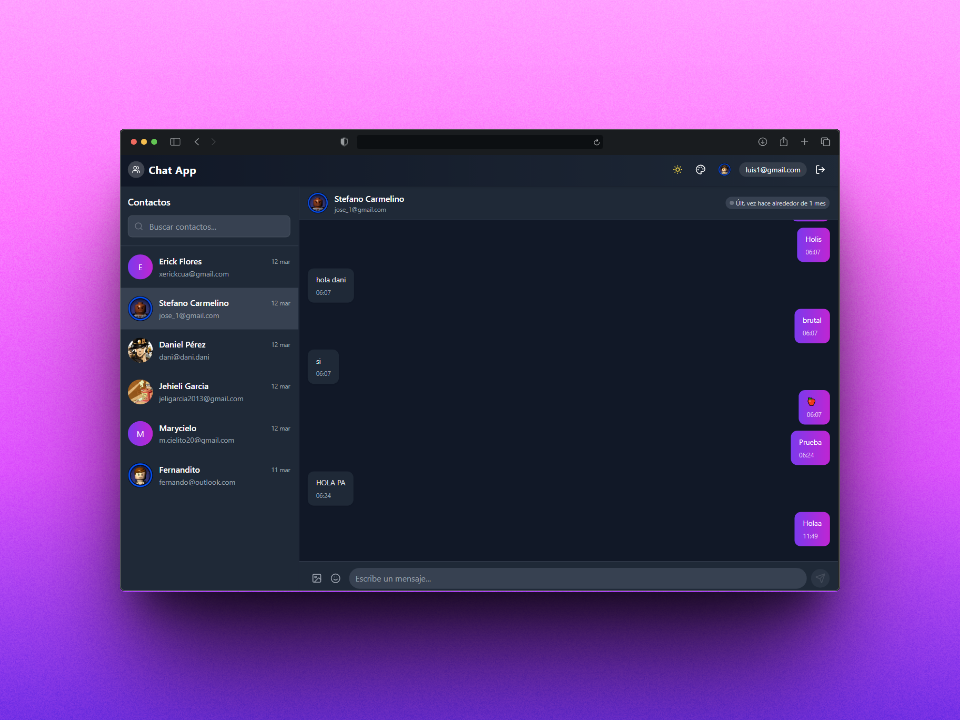 Chat App
luis1@gmail.com
Contactos
Buscar contactos...
E
Erick Flores
12 mar
xerickcua@gmail.com
Stefano Carmelino
12 mar
jose_1@gmail.com
Daniel Pérez
12 mar
dani@dani.dani
Jehieli Garcia
12 mar
jeligarcia2013@gmail.com
M
Marycielo
12 mar
m.cielito20@gmail.com
Fernandito
11 mar
fernando@outlook.com
Stefano Carmelino
jose_1@gmail.com
Últ. vez hace alrededor de 1 mes
Holis
06:07
hola dani
06:07
brutal
06:07
si
06:07
06:07
Prueba
06:24
HOLA PA
06:24
Holaa
11:49
Escribe un mensaje...